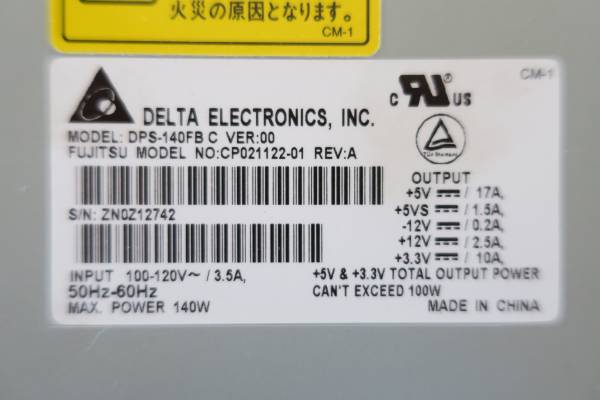 火災の原因となります。
CM-1
CM-1
DELTA ELECTRONICS, INC.
MODEL: DPS-140FB C VER:00
FUJITSU MODEL NO:CP021122-01 REV:A
C RU US
TÜV Rheinland
S/N: ZN0Z12742
OUTPUT
+5V ⎓ / 17A,
+5VS ⎓ / 1.5A,
-12V ⎓ / 0.2A,
+12V ⎓ / 2.5A,
+3.3V ⎓ / 10A,
INPUT 100-120V~ / 3.5A,
50Hz-60Hz
MAX. POWER 140W
+5V & +3.3V TOTAL OUTPUT POWER
CAN'T EXCEED 100W
MADE IN CHINA